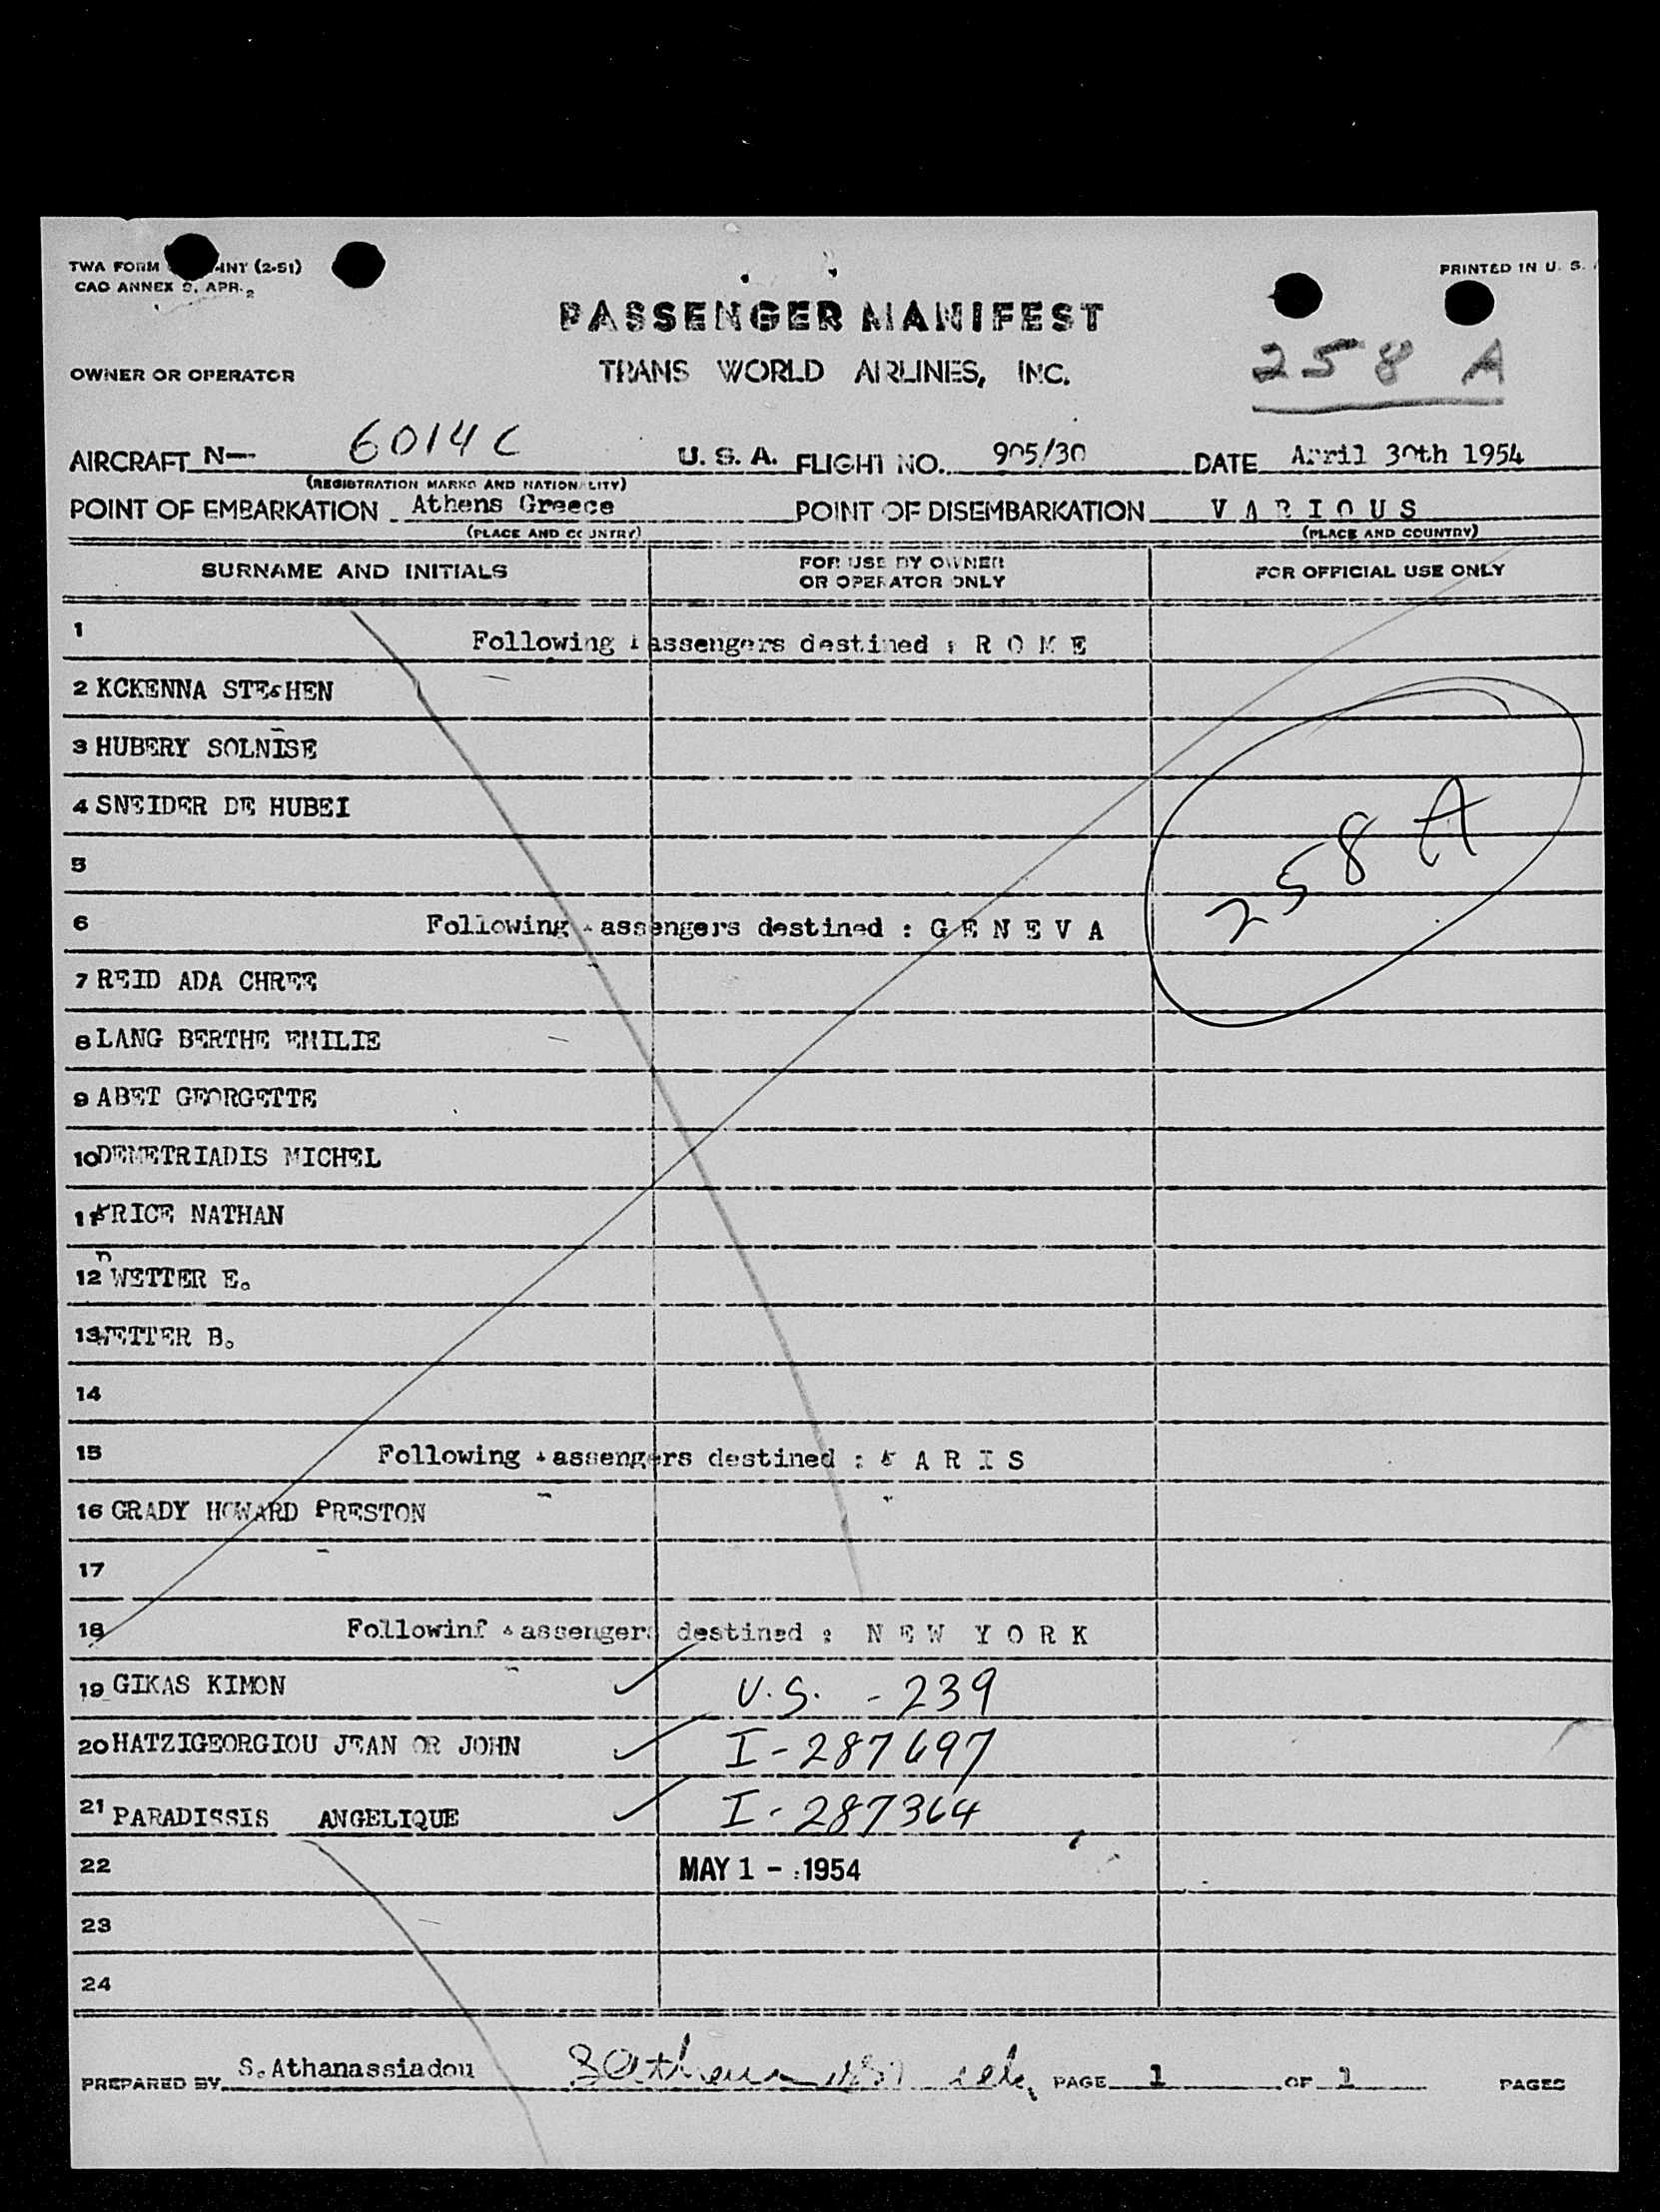 TWA FORM -INT (2-51)
PRINTED IN U. S.
CAO ANNEX 9, APR.
PASSENGER MANIFEST
258 A
OWNER OR OPERATOR
TRANS WORLD AIRLINES, INC.
AIRCRAFT N-- 6014C U. S. A. FLIGHT NO. 905/30 DATE April 30th 1954
(REGISTRATION MARKS AND NATIONALITY)
POINT OF EMBARKATION Athens Greece POINT OF DISEMBARKATION V A R I O U S
(PLACE AND COUNTRY) (PLACE AND COUNTRY)
SURNAME AND INITIALS FOR USE BY OWNER OR OPERATOR ONLY FOR OFFICIAL USE ONLY
1 Following Passengers destined : R O M E
2 KCKENNA STEPHEN
3 HUBERY SOLNISE
4 SNEIDER DE HUBEI
5
258 A
6 Following Passengers destined : G E N E V A
7 REID ADA CHREE
8 LANG BERTHE EMILIE
9 ABET GEORGETTE
10 DEMETRIADIS MICHEL
11 PRICE NATHAN
12 WETTER E.
13 WETTER B.
14
15 Following Passengers destined : P A R I S
16 GRADY HOWARD PRESTON
17
18 Followinf Passengers destined : N E W Y O R K
19 GIKAS KIMON ✓ U.S. - 239
20 HATZIGEORGIOU JEAN OR JOHN ✓ I-287697
21 PARADISSIS ANGELIQUE ✓ I-287364
22 MAY 1 - 1954
23
24
PREPARED BY S.Athanassiadou PAGE 1 OF 1 PAGES